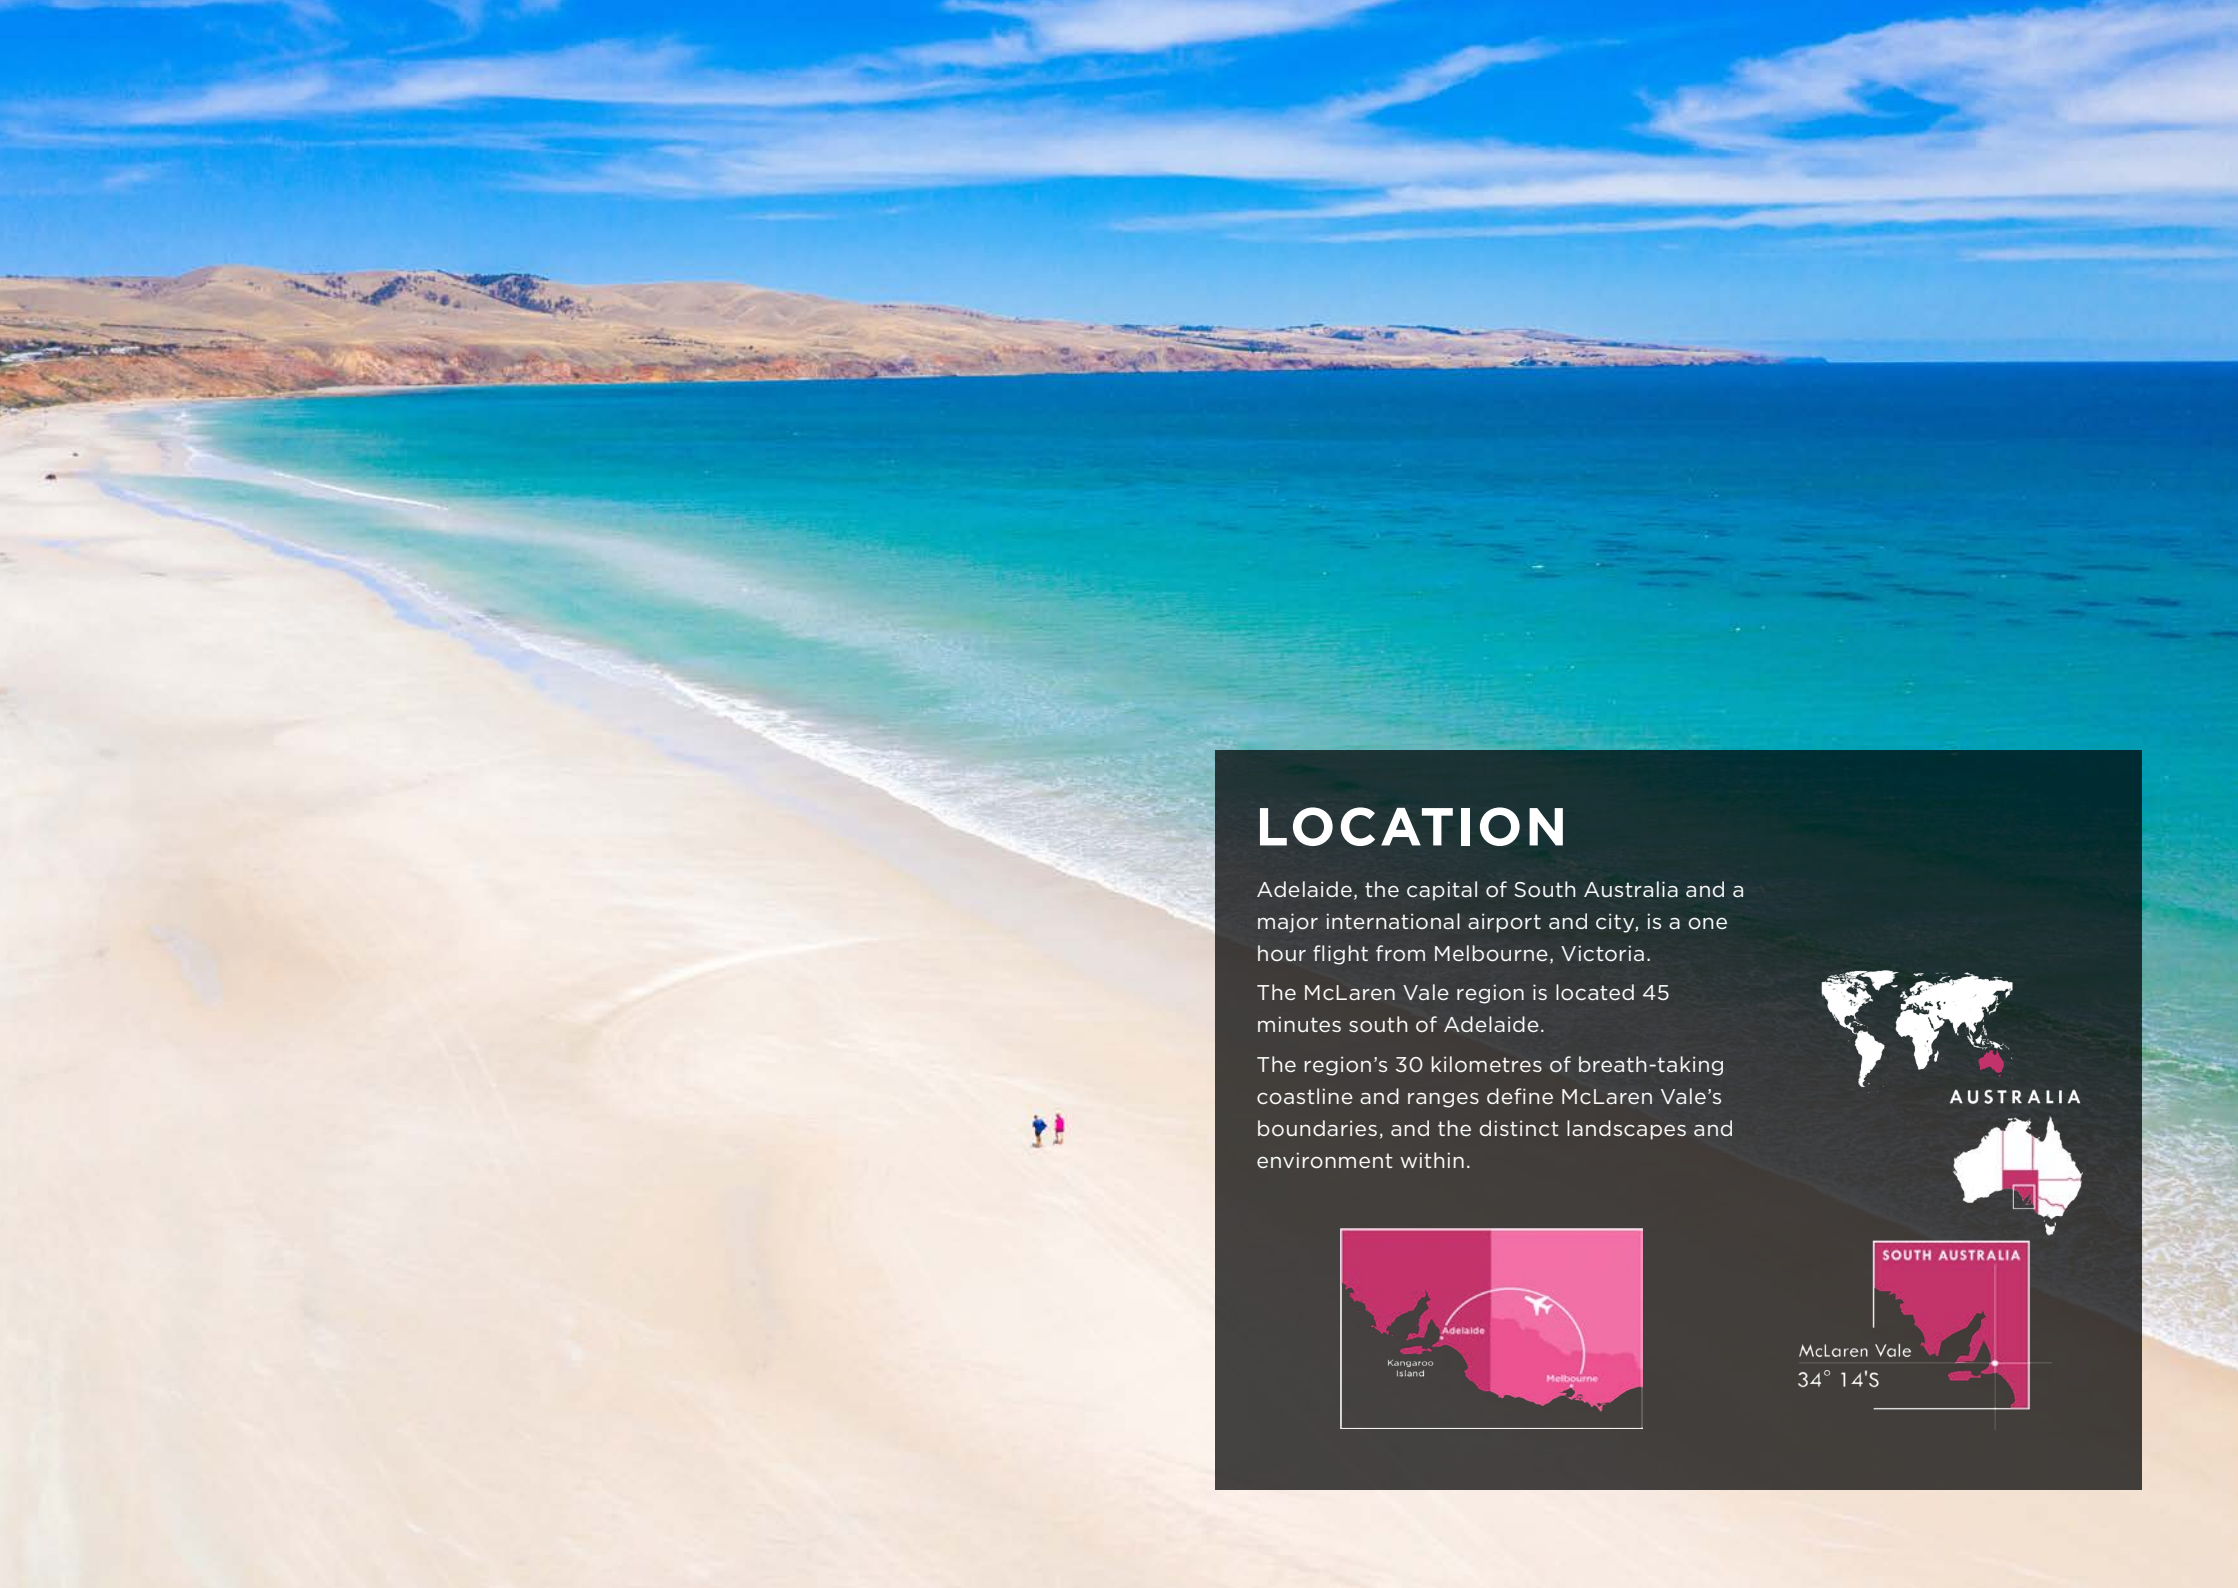 LOCATION
Adelaide, the capital of South Australia and a
major international airport and city, is a one
hour flight from Melbourne, Victoria.
The McLaren Vale region is located 45
minutes south of Adelaide.
The region’s 30 kilometres of breath-taking
coastline and ranges define McLaren Vale’s
boundaries, and the distinct landscapes and
environment within.
AUSTRALIA
Adelaide
Kangaroo
Island
Melbourne
SOUTH AUSTRALIA
McLaren Vale
34° 14'S